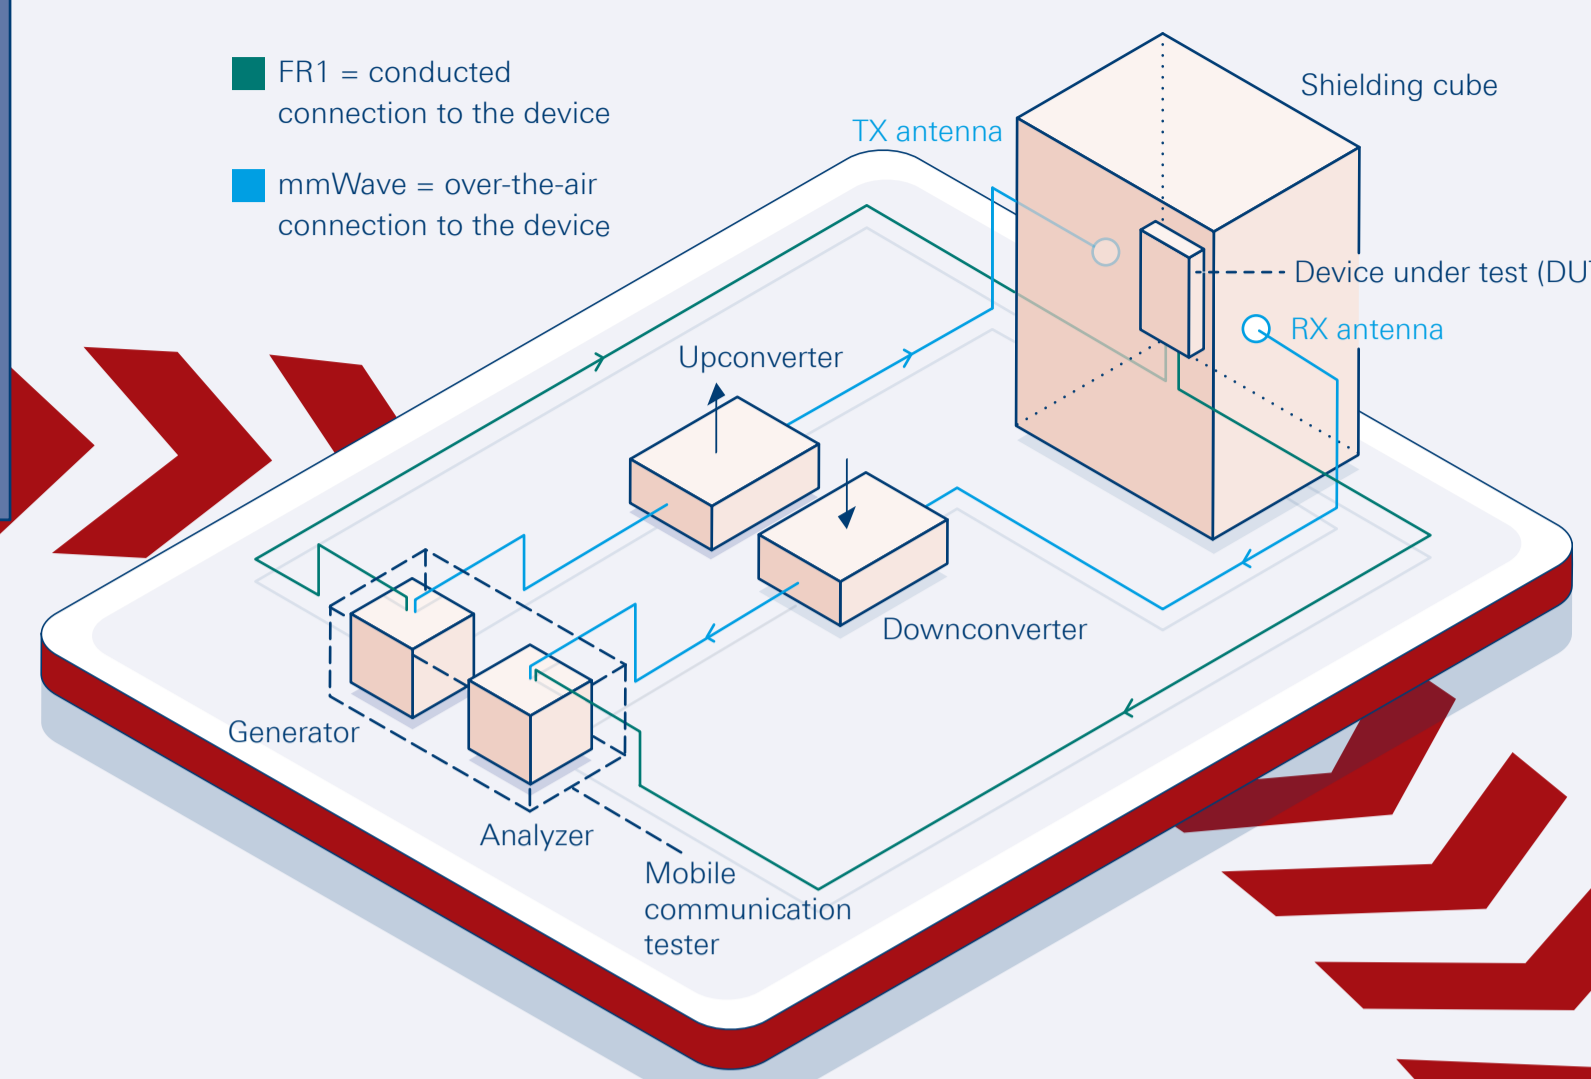 FR1 = conducted
connection to the device
mmWave = over-the-air
connection to the device
Shielding cube
TX antenna
Device under test (DUT
RX antenna
Upconverter
Downconverter
Generator
Analyzer
Mobile
communication
tester